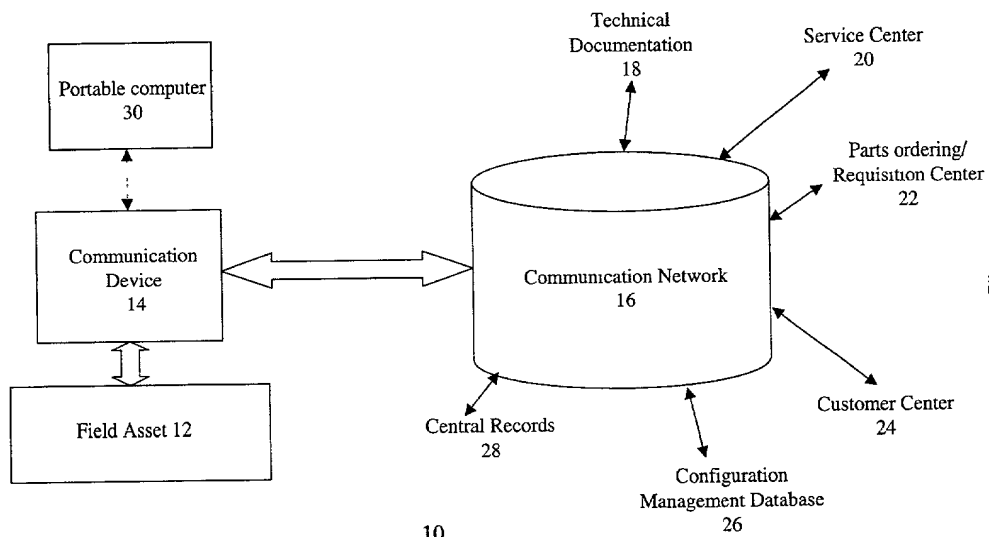 Technical
Documentation
18
Service Center
20
Portable computer
30
Parts ordering/
Requisition Center
22
Communication
Device
14
Communication Network
16
Field Asset 12
Central Records
28
Customer Center
24
Configuration
Management Database
26
10